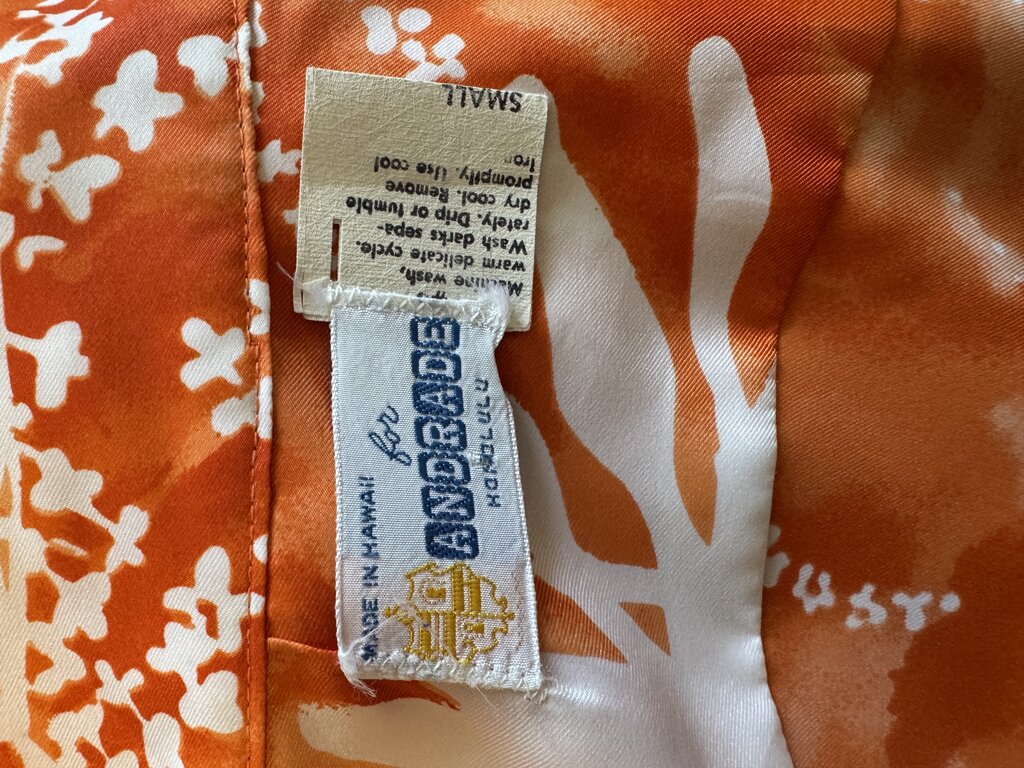 MADE IN HAWAII
for
ANDRADE
HONOLULU
Machine wash,
warm delicate cycle.
Wash darks sepa-
rately. Drip or tumble
dry cool. Remove
promptly. Use cool
Iron
SMALL